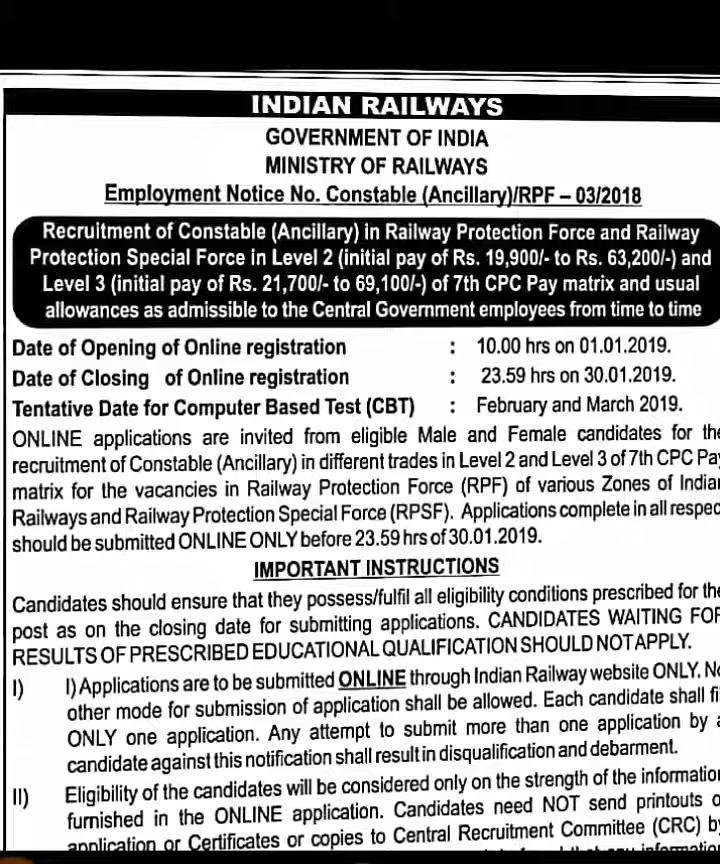 INDIAN RAILWAYS
GOVERNMENT OF INDIA
MINISTRY OF RAILWAYS
Employment Notice No. Constable (Ancillary)/RPF – 03/2018
Recruitment of Constable (Ancillary) in Railway Protection Force and Railway
Protection Special Force in Level 2 (initial pay of Rs. 19,900/- to Rs. 63,200/-) and
Level 3 (initial pay of Rs. 21,700/- to 69,100/-) of 7th CPC Pay matrix and usual
allowances as admissible to the Central Government employees from time to time
Date of Opening of Online registration : 10.00 hrs on 01.01.2019.
Date of Closing of Online registration : 23.59 hrs on 30.01.2019.
Tentative Date for Computer Based Test (CBT) : February and March 2019.
ONLINE applications are invited from eligible Male and Female candidates for the
recruitment of Constable (Ancillary) in different trades in Level 2 and Level 3 of 7th CPC Pay
matrix for the vacancies in Railway Protection Force (RPF) of various Zones of Indian
Railways and Railway Protection Special Force (RPSF). Applications complete in all respec
should be submitted ONLINE ONLY before 23.59 hrs of 30.01.2019.
IMPORTANT INSTRUCTIONS
Candidates should ensure that they possess/fulfil all eligibility conditions prescribed for the
post as on the closing date for submitting applications. CANDIDATES WAITING FOR
RESULTS OF PRESCRIBED EDUCATIONAL QUALIFICATION SHOULD NOT APPLY.
I) I) Applications are to be submitted ONLINE through Indian Railway website ONLY. No
other mode for submission of application shall be allowed. Each candidate shall fil
ONLY one application. Any attempt to submit more than one application by a
candidate against this notification shall result in disqualification and debarment.
II) Eligibility of the candidates will be considered only on the strength of the information
furnished in the ONLINE application. Candidates need NOT send printouts o
application or Certificates or copies to Central Recruitment Committee (CRC) by
that any information